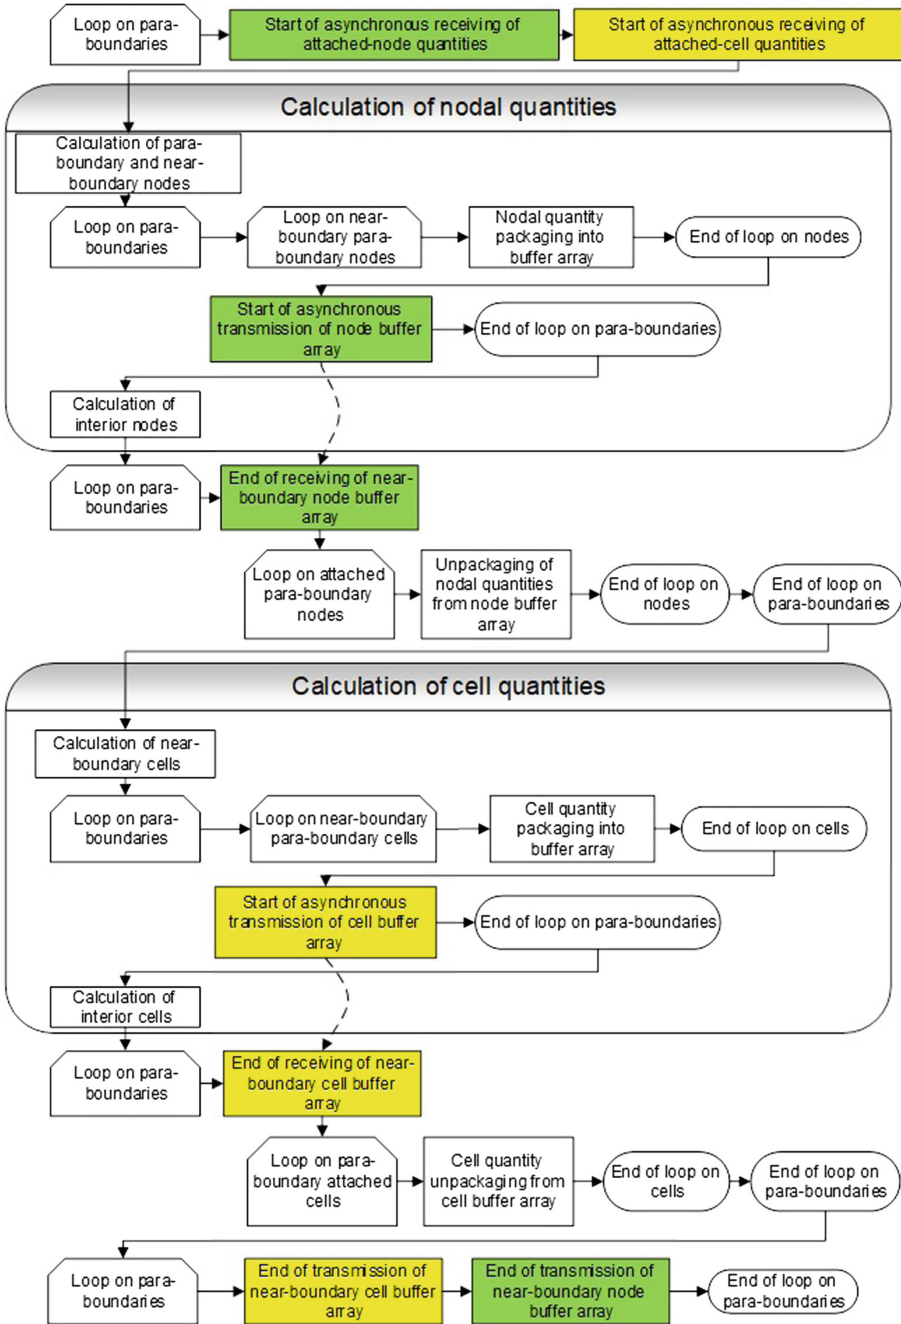 Loop on para-
boundaries
Start of asynchronous receiving of
attached-node quantities
Start of asynchronous receiving of
attached-cell quantities
Calculation of nodal quantities
Calculation of para-
boundary and near-
boundary nodes
Loop on para-
boundaries
Loop on near-
boundary para-
boundary nodes
Nodal quantity
packaging into
buffer array
End of loop on nodes
Start of asynchronous
transmission of node buffer
array
End of loop on para-boundaries
Calculation of
interior nodes
Loop on para-
boundaries
End of receiving of near-
boundary node buffer
array
Loop on attached
para-boundary
nodes
Unpackaging of
nodal quantities
from node buffer
array
End of loop on
nodes
End of loop on
para-boundaries
Calculation of cell quantities
Calculation of near-
boundary cells
Loop on para-
boundaries
Loop on near-boundary
para-boundary cells
Cell quantity
packaging into
buffer array
End of loop on cells
Start of asynchronous
transmission of cell buffer
array
End of loop on para-boundaries
Calculation of
interior cells
Loop on para-
boundaries
End of receiving of near-
boundary cell buffer
array
Loop on para-
boundary attached
cells
Cell quantity
unpackaging from
cell buffer array
End of loop on
cells
End of loop on
para-boundaries
Loop on para-
boundaries
End of transmission of
near-boundary cell buffer
array
End of transmission of
near-boundary node
buffer array
End of loop on
para-boundaries